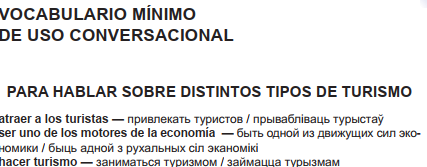 VOCABULARIO MÍNIMO
DE USO CONVERSACIONAL
PARA HABLAR SOBRE DISTINTOS TIPOS DE TURISMO
atraer a los turistas — привлекать туристов / прывабліваць турыстаў
ser uno de los motores de la economía — быть одной из движущих сил эко-
номики / быць адной з рухальных сіл эканомікі
hacer turismo — заниматься туризмом / займацца турызмам